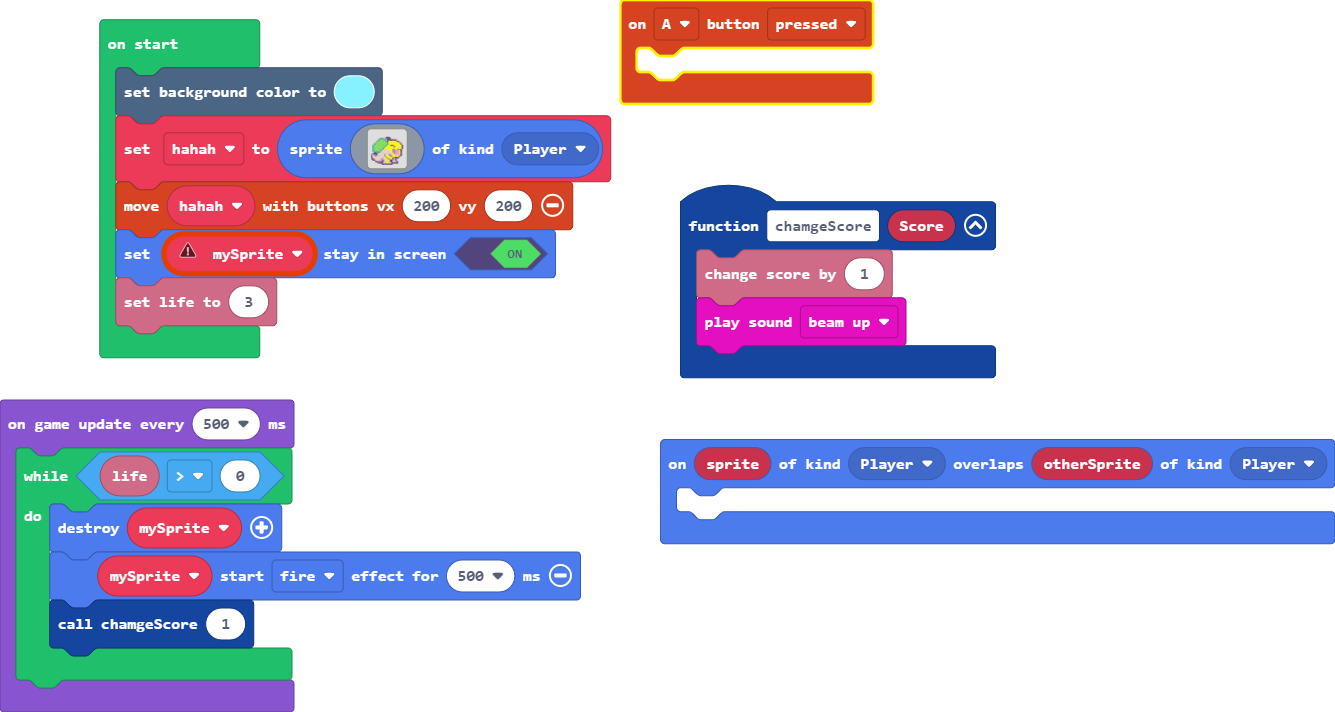 on start
set background color to
set hahah to sprite of kind Player
move hahah with buttons vx 200 vy 200
set mySprite stay in screen ON
set life to 3
on A button pressed
function chamgeScore Score
change score by 1
play sound beam up
on game update every 500 ms
while life > 0
do
destroy mySprite
mySprite start fire effect for 500 ms
call chamgeScore 1
on sprite of kind Player overlaps otherSprite of kind Player